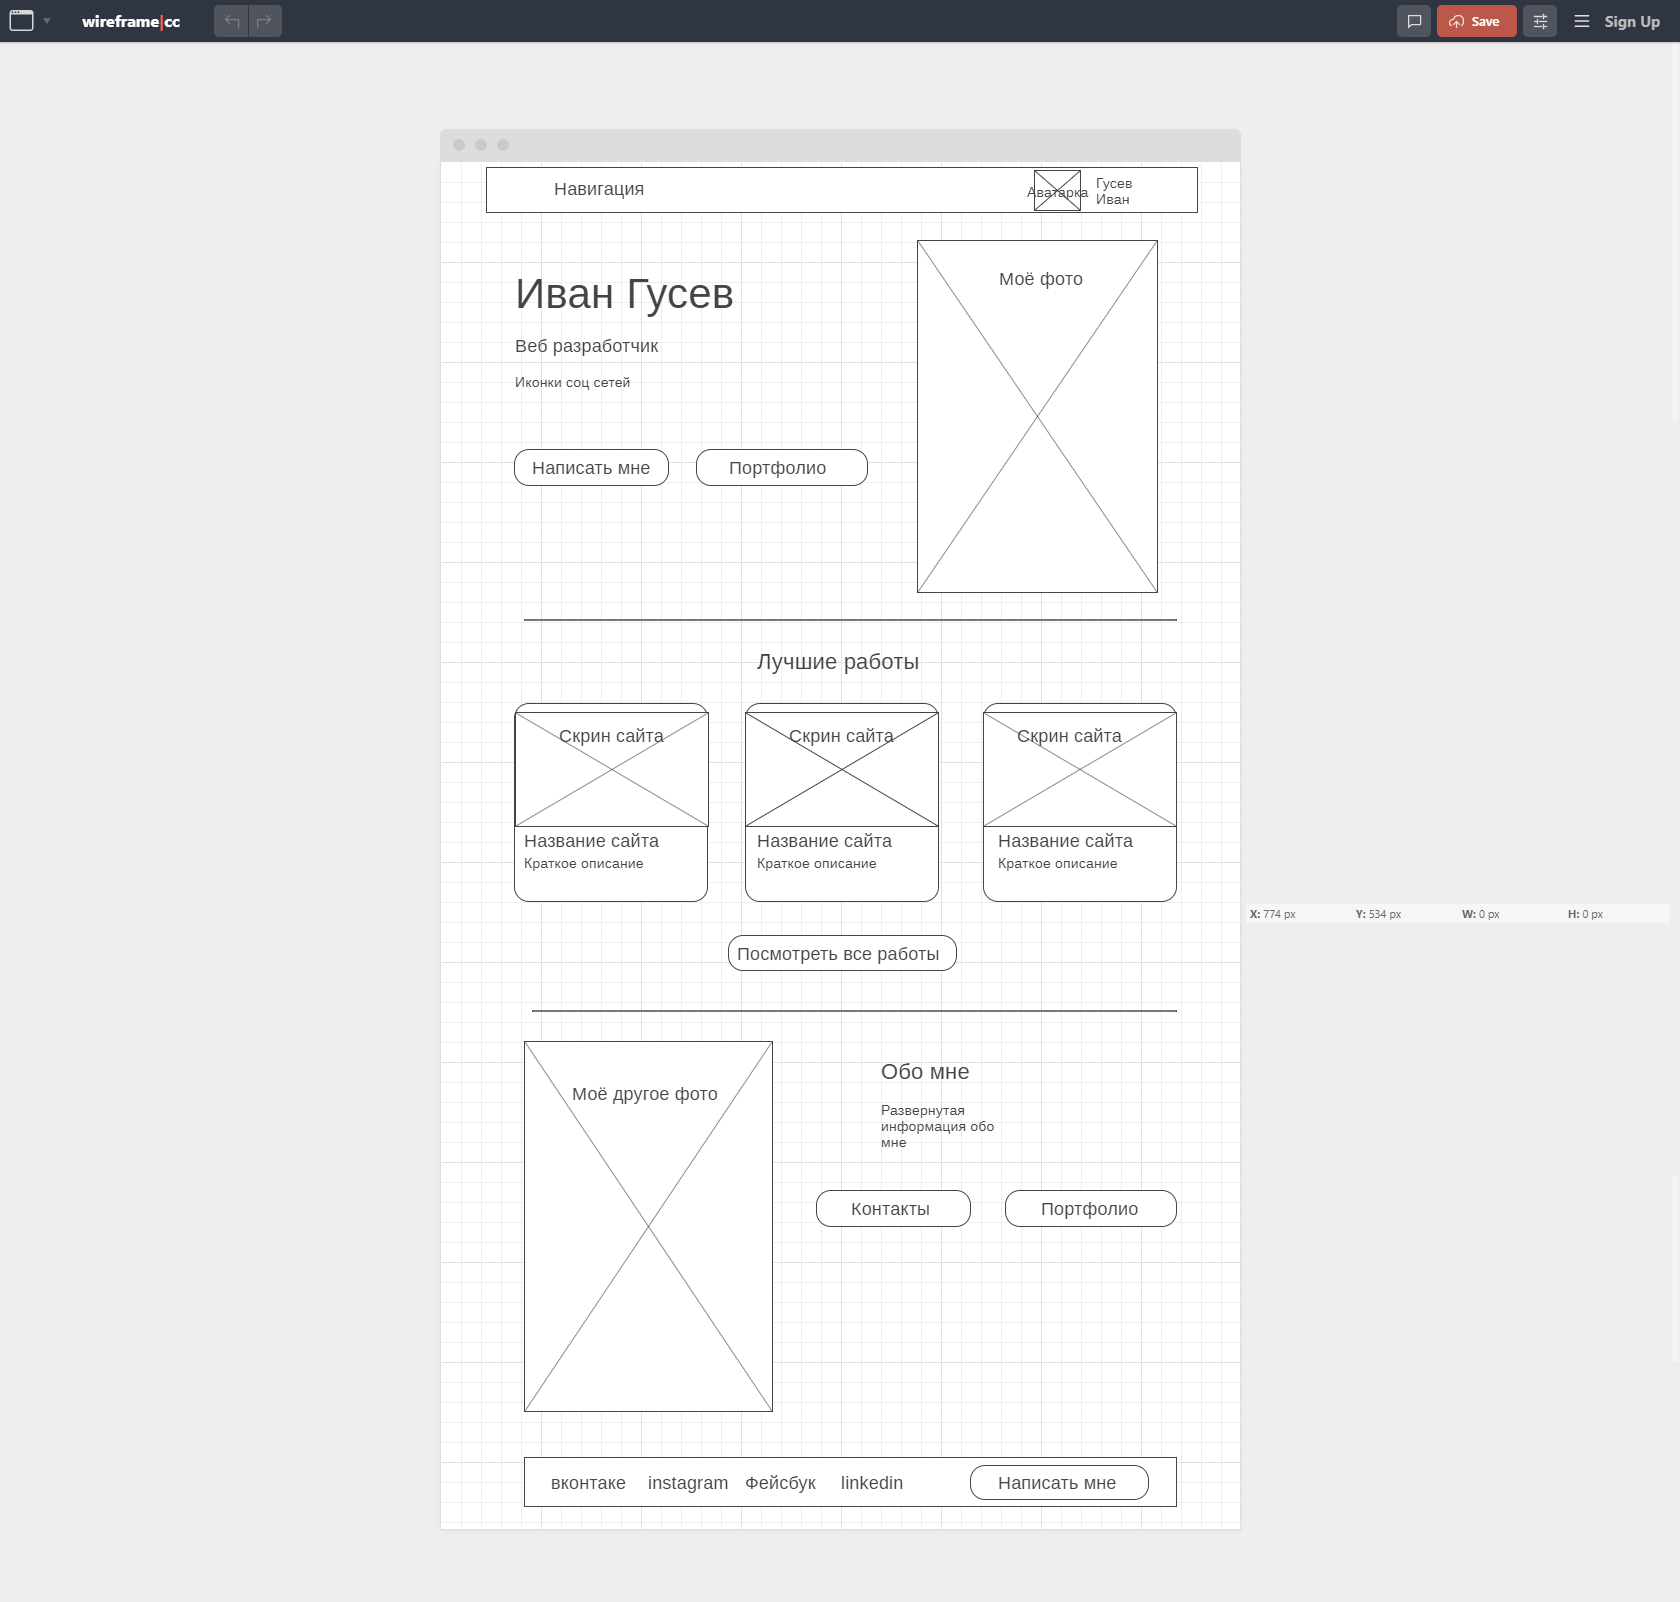 wireframe|cc
Save
Sign Up
Навигация
Аватарка
Гусев
Иван
Моё фото
Иван Гусев
Веб разработчик
Иконки соц сетей
Написать мне
Портфолио
Лучшие работы
Скрин сайта
Скрин сайта
Скрин сайта
Название сайта
Краткое описание
Название сайта
Краткое описание
Название сайта
Краткое описание
X: 774 px Y: 534 px W: 0 px H: 0 px
Посмотреть все работы
Моё другое фото
Обо мне
Развернутая
информация обо
мне
Контакты
Портфолио
вконтаке instagram Фейсбук linkedin
Написать мне